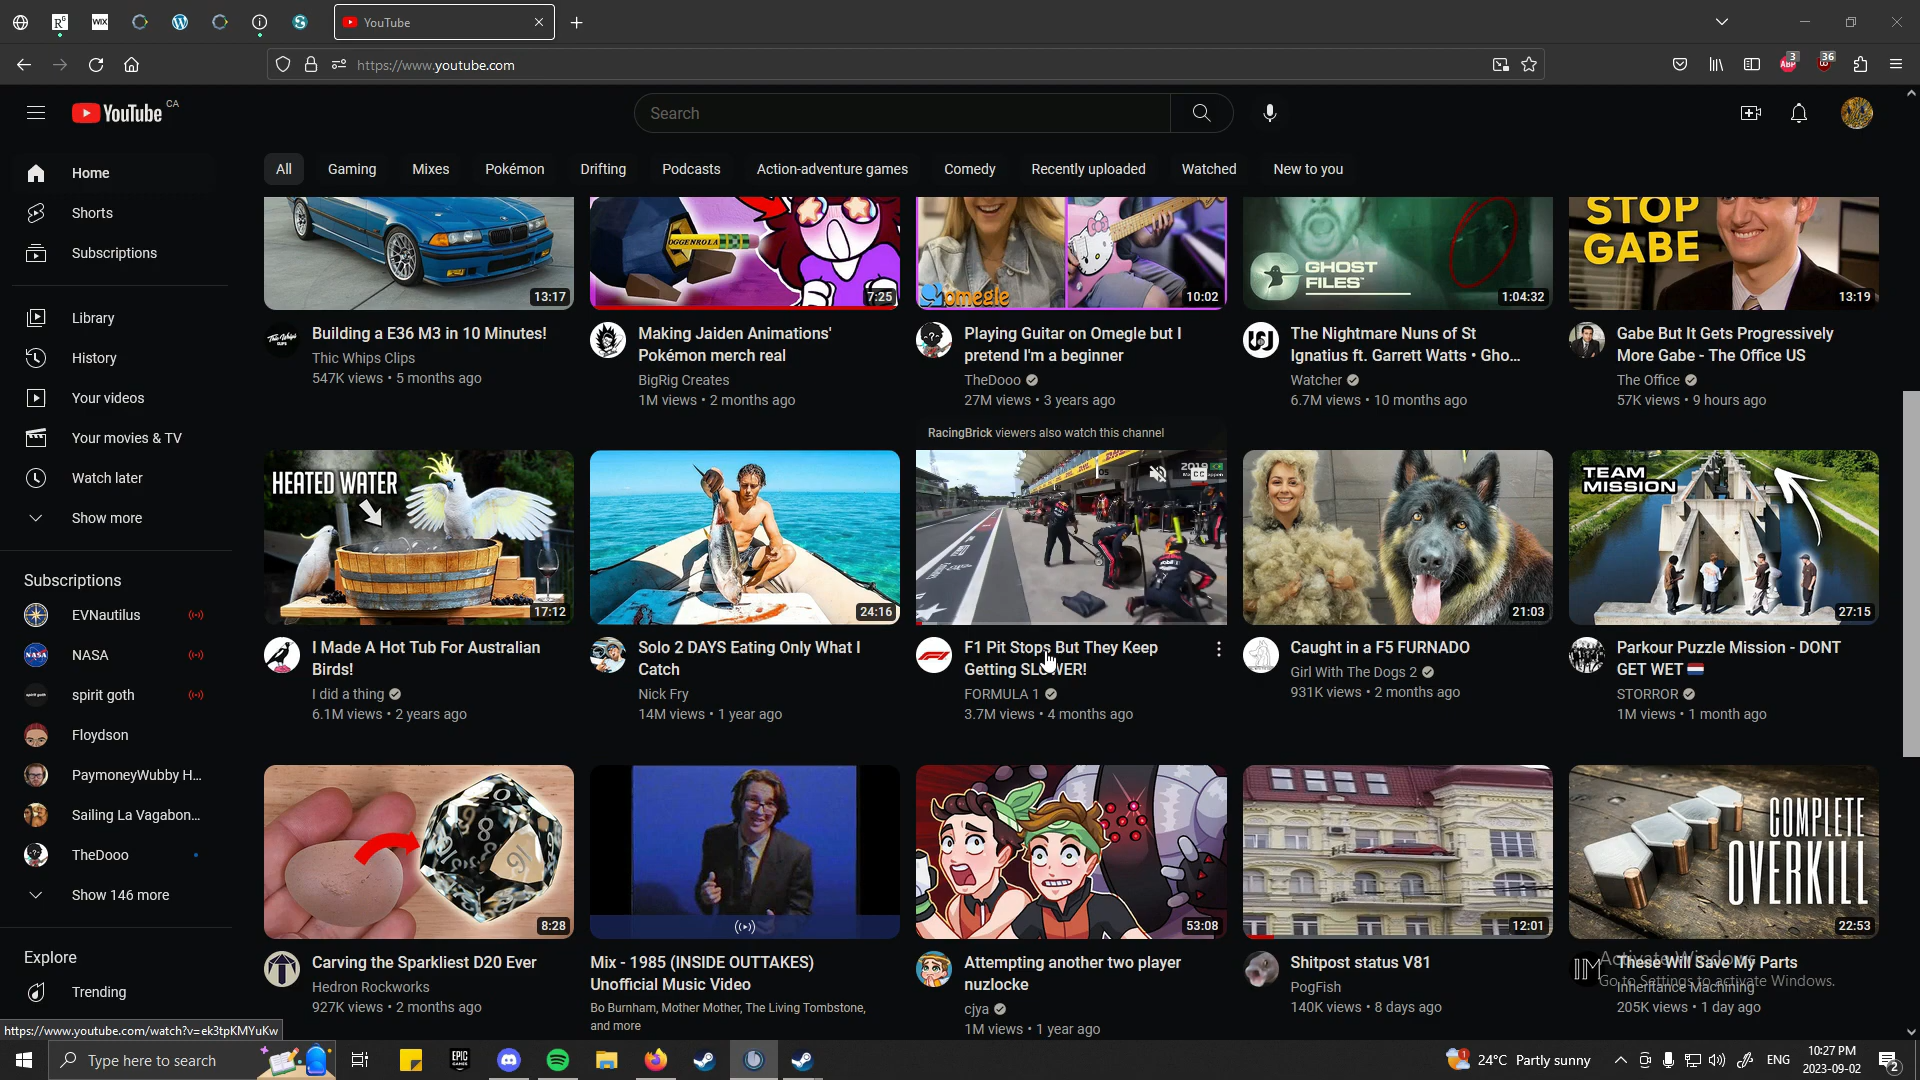 YouTube
https://www.youtube.com
3
36
YouTube CA
Search
Home
Shorts
Subscriptions
Library
History
Your videos
Your movies & TV
Watch later
Show more
Subscriptions
EVNautilus
NASA
spirit goth
Floydson
PaymoneyWubby H...
Sailing La Vagabon...
TheDooo
Show 146 more
Explore
Trending
All
Gaming
Mixes
Pokémon
Drifting
Podcasts
Action-adventure games
Comedy
Recently uploaded
Watched
New to you
13:17
Building a E36 M3 in 10 Minutes!
Thic Whips Clips
547K views • 5 months ago
OGGENROLA
7:25
Making Jaiden Animations'
Pokémon merch real
BigRig Creates
1M views • 2 months ago
omegle
10:02
Playing Guitar on Omegle but I
pretend I'm a beginner
TheDooo
27M views • 3 years ago
GHOST
FILES
1:04:32
The Nightmare Nuns of St
Ignatius ft. Garrett Watts • Gho...
Watcher
6.7M views • 10 months ago
STOP
GABE
13:19
Gabe But It Gets Progressively
More Gabe - The Office US
The Office
57K views • 9 hours ago
HEATED WATER
17:12
I Made A Hot Tub For Australian
Birds!
I did a thing
6.1M views • 2 years ago
24:16
Solo 2 DAYS Eating Only What I
Catch
Nick Fry
14M views • 1 year ago
RacingBrick viewers also watch this channel
2019
F1 Pit Stops But They Keep
Getting SLOWER!
FORMULA 1
3.7M views • 4 months ago
21:03
Caught in a F5 FURNADO
Girl With The Dogs 2
931K views • 2 months ago
TEAM
MISSION
27:15
Parkour Puzzle Mission - DONT
GET WET
STORROR
1M views • 1 month ago
8:28
Carving the Sparkliest D20 Ever
Hedron Rockworks
927K views • 2 months ago
Mix - 1985 (INSIDE OUTTAKES)
Unofficial Music Video
Bo Burnham, Mother Mother, The Living Tombstone,
and more
53:08
Attempting another two player
nuzlocke
cjya
1M views • 1 year ago
12:01
Shitpost status V81
PogFish
140K views • 8 days ago
COMPLETE
OVERKILL
22:53
These Will Save My Parts
Inheritance Machining
205K views • 1 day ago
Activate Windows
Go to Settings to activate Windows.
https://www.youtube.com/watch?v=ek3tpKMYuKw
Type here to search
24°C Partly sunny
ENG
10:27 PM
2023-09-02
2